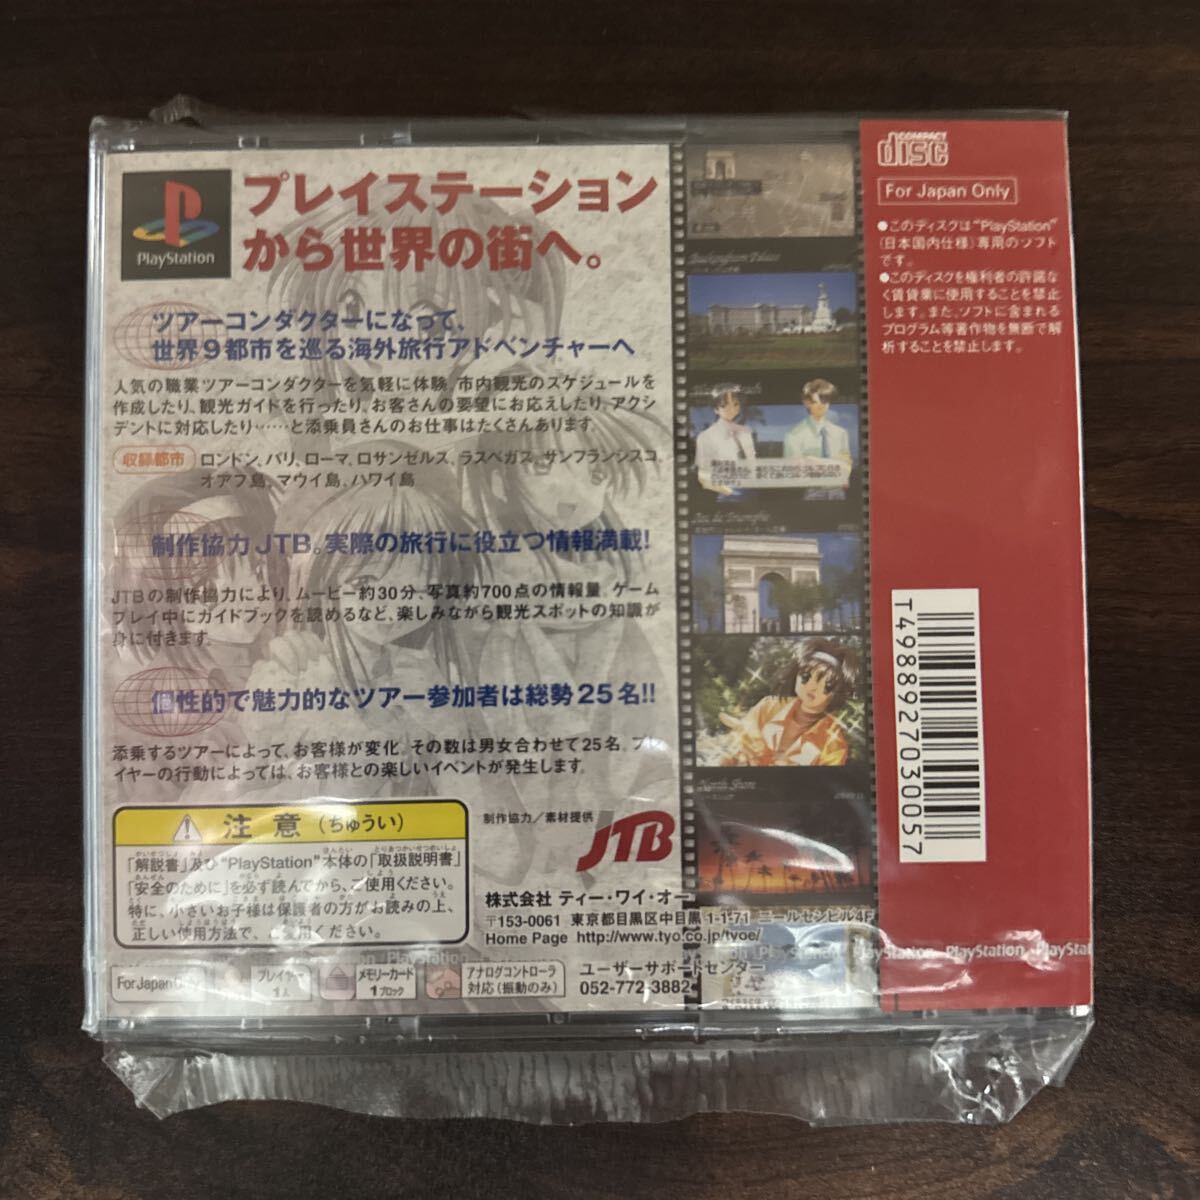 PlayStation
プレイステーション
から世界の街へ。
ツアーコンダクターになって、
世界9都市を巡る海外旅行アドベンチャーへ
人気の職業ツアーコンダクターを気軽に体験。市内観光のスケジュールを
作成したり、観光ガイドを行ったり、お客さんの要望にお応えしたり、アクシ
デントに対応したり……と添乗員さんのお仕事はたくさんあります。
収録都市 ロンドン、パリ、ローマ、ロサンゼルス、ラスベガス、サンフランシスコ、
オアフ島、マウイ島、ハワイ島
制作協力JTB。実際の旅行に役立つ情報満載!
JTBの制作協力により、ムービー約30分、写真約700点の情報量。ゲーム
プレイ中にガイドブックを読めるなど、楽しみながら観光スポットの知識が
身に付きます。
個性的で魅力的なツアー参加者は総勢25名!!
添乗するツアーによって、お客様が変化。その数は男女合わせて25名。プレ
イヤーの行動によっては、お客様との楽しいイベントが発生します。
注意(ちゅうい)
「解説書」及び“PlayStation”本体の「取扱説明書」
「安全のために」を必ず読んでから、ご使用ください。
特に、小さいお子様は保護者の方がお読みの上、
正しい使用方法で、ご愛用ください。
制作協力/素材提供
JTB
株式会社 ティー・ワイ・オー
〒153-0061 東京都目黒区中目黒1-1-71 ニールセンビル4F
Home Page http://www.tyo.co.jp/tyoe/
ユーザーサポートセンター
052-772-3882
For Japan Only
プレイヤー
1人
メモリーカード
1ブロック
アナログコントローラ
対応(振動のみ)
Buckingham Palace
North Shore
COMPACT
disc
For Japan Only
●このディスクは“PlayStation”
(日本国内仕様)専用のソフト
です。
●このディスクを権利者の許諾な
く賃貸業に使用することを禁止
します。また、ソフトに含まれる
プログラム等著作物を無断で解
析することを禁止します。
T4988927030057
PlayStation PlayStation PlayStation